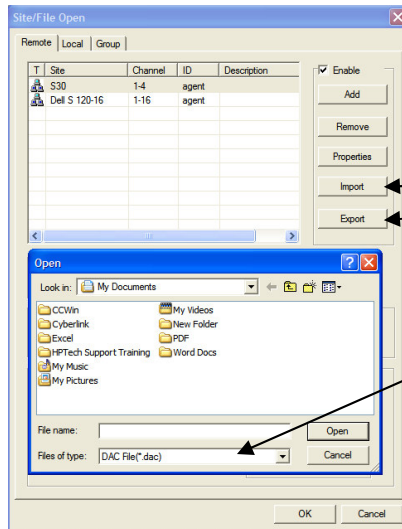 Site/File Open
Remote Local Group
T Site Channel ID Description
S30 1-4 agent
Dell S 120-16 1-16 agent
Enable
Add
Remove
Properties
Import
Export
Open
Look in: My Documents
CCWin
Cyberlink
Excel
HPTech Support Training
My Music
My Pictures
My Videos
New Folder
PDF
Word Docs
File name:
Open
Files of type: DAC File(*.dac)
Cancel
OK Cancel